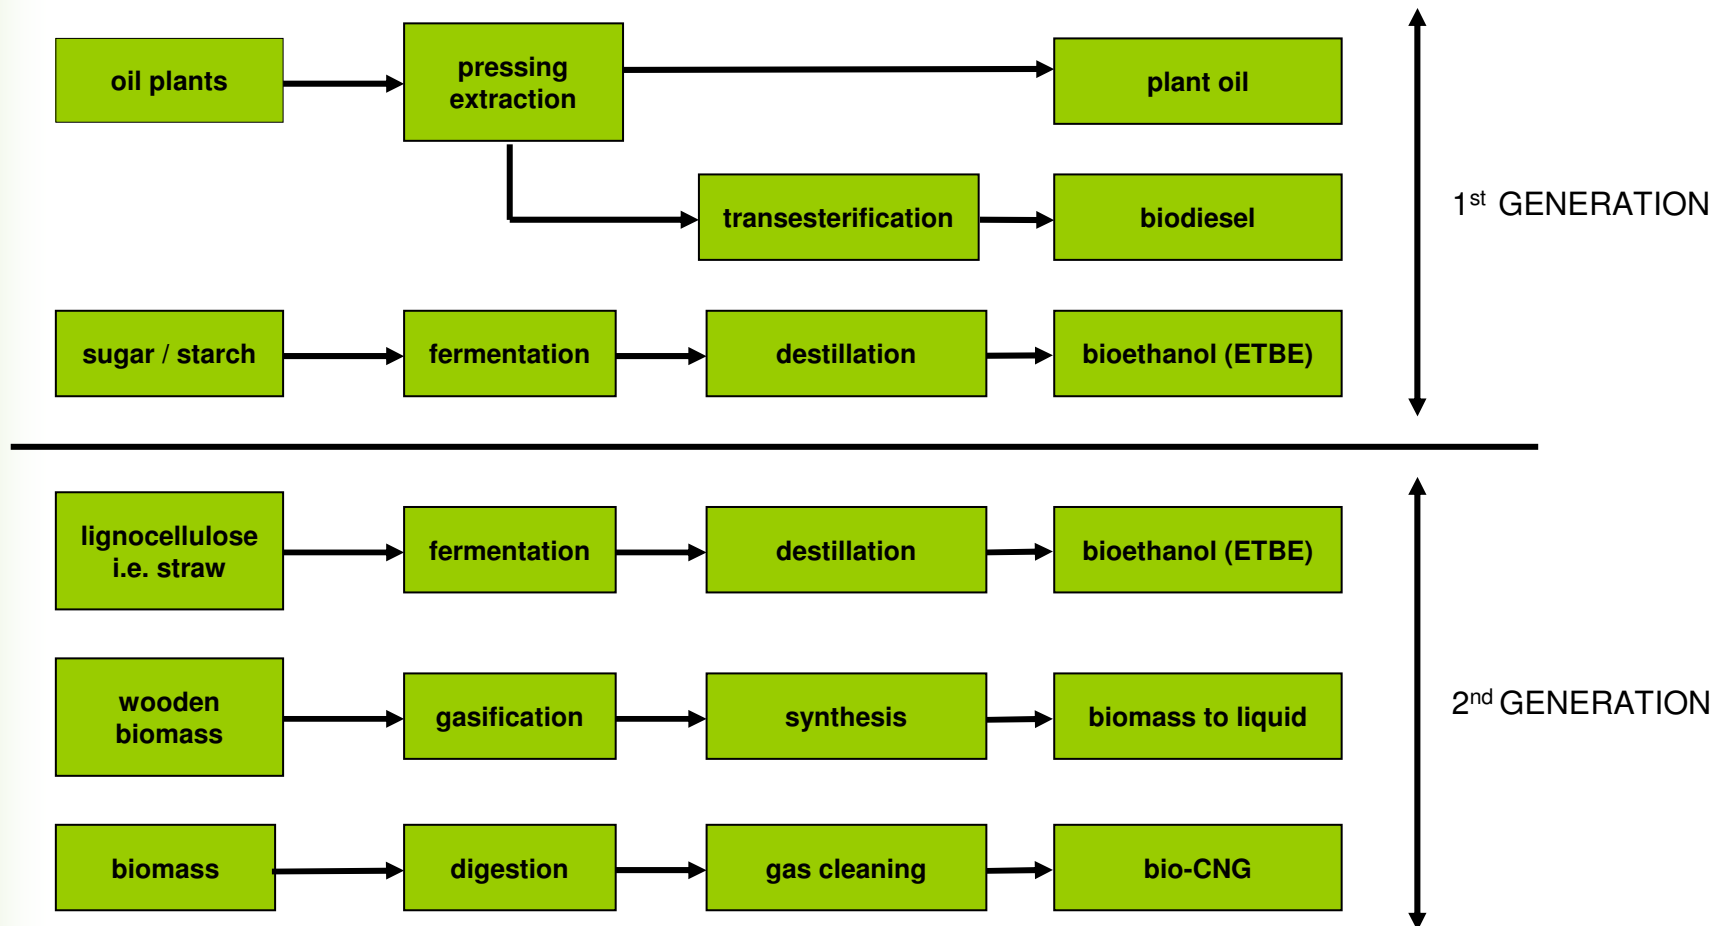 oil plants
pressing
extraction
plant oil
transesterification
biodiesel
1st GENERATION
sugar / starch
fermentation
destillation
bioethanol (ETBE)
lignocellulose
i.e. straw
fermentation
destillation
bioethanol (ETBE)
wooden
biomass
gasification
synthesis
biomass to liquid
2nd GENERATION
biomass
digestion
gas cleaning
bio-CNG